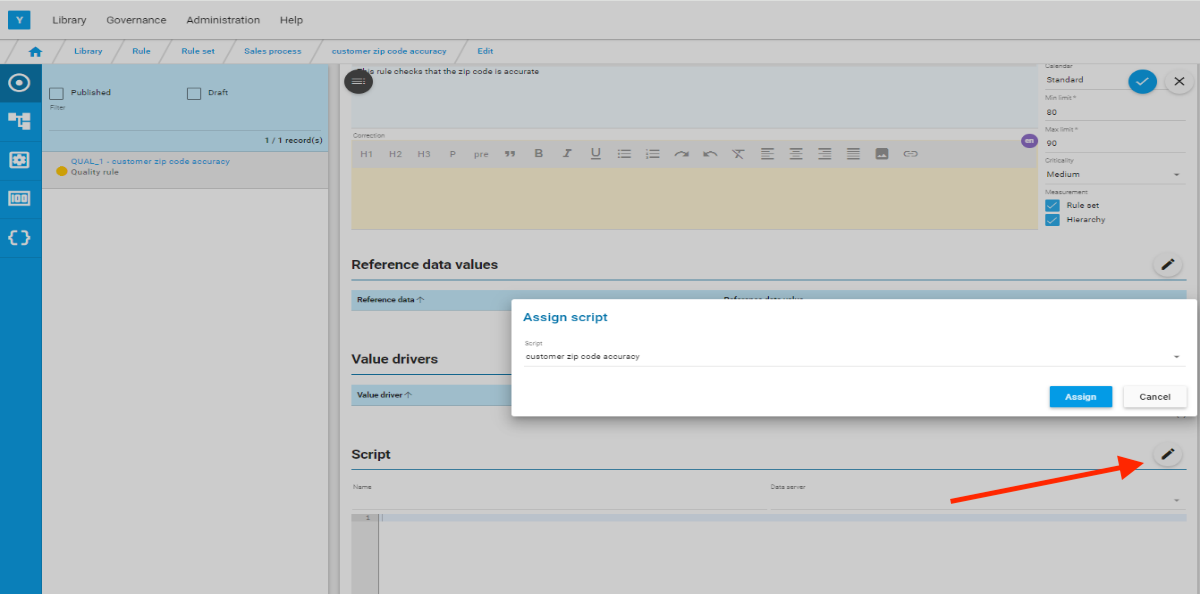 Y Library Governance Administration Help
Library Rule Rule set Sales process customer zip code accuracy Edit
Published Draft
Filter
1 / 1 record(s)
QUAL_1 - customer zip code accuracy
Quality rule
rule checks that the zip code is accurate
Correction
H1 H2 H3 P pre B I U
Calendar
Standard
Min limit *
80
Max limit *
90
Criticality
Medium
Measurement
Rule set
Hierarchy
Reference data values
Reference data Reference data value
Assign script
Script
customer zip code accuracy
Assign Cancel
Value drivers
Value driver
Script
Name Data server
1
100